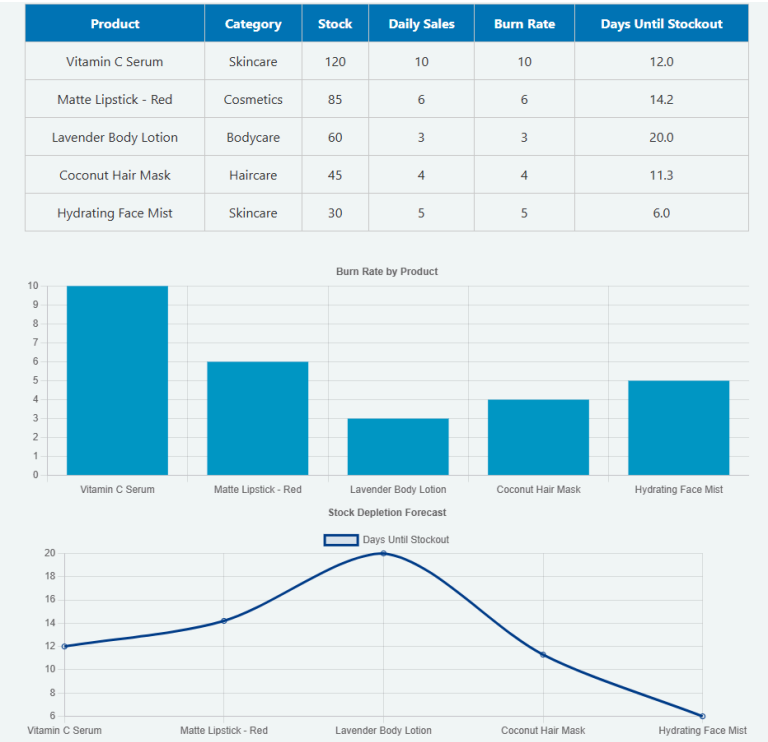 Product Category Stock Daily Sales Burn Rate Days Until Stockout
Vitamin C Serum Skincare 120 10 10 12.0
Matte Lipstick - Red Cosmetics 85 6 6 14.2
Lavender Body Lotion Bodycare 60 3 3 20.0
Coconut Hair Mask Haircare 45 4 4 11.3
Hydrating Face Mist Skincare 30 5 5 6.0
Burn Rate by Product
10
9
8
7
6
5
4
3
2
1
0
Vitamin C Serum Matte Lipstick - Red Lavender Body Lotion Coconut Hair Mask Hydrating Face Mist
Stock Depletion Forecast
Days Until Stockout
20
18
16
14
12
10
8
6
Vitamin C Serum Matte Lipstick - Red Lavender Body Lotion Coconut Hair Mask Hydrating Face Mist